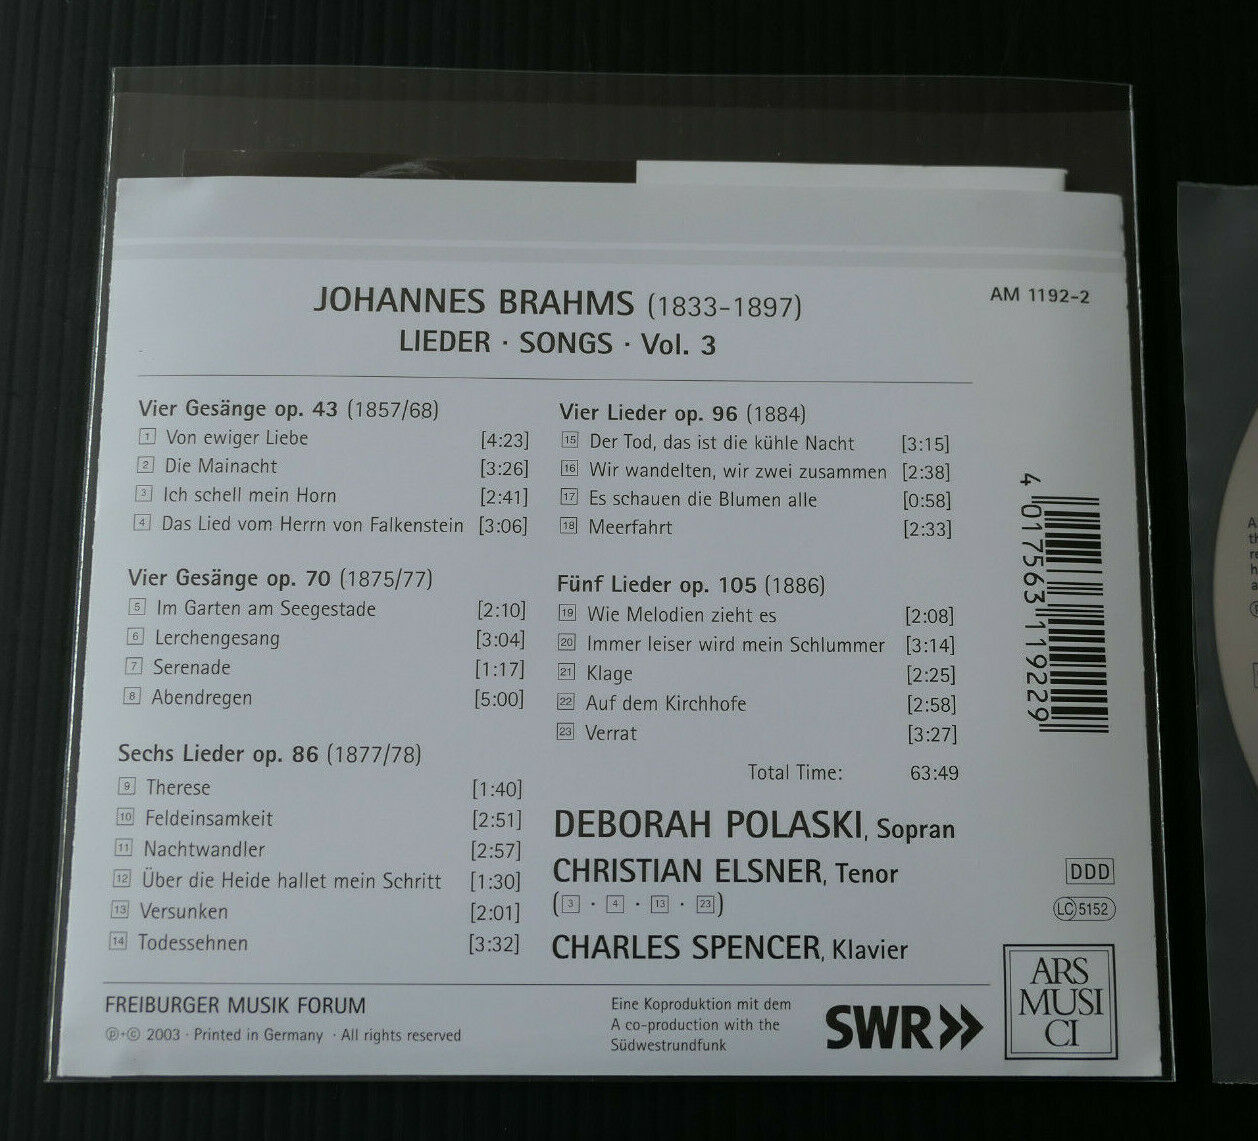 JOHANNES BRAHMS (1833-1897)
AM 1192-2
LIEDER · SONGS · Vol. 3
Vier Gesänge op. 43 (1857/68)
1 Von ewiger Liebe [4:23]
2 Die Mainacht [3:26]
3 Ich schell mein Horn [2:41]
4 Das Lied vom Herrn von Falkenstein [3:06]
Vier Gesänge op. 70 (1875/77)
5 Im Garten am Seegestade [2:10]
6 Lerchengesang [3:04]
7 Serenade [1:17]
8 Abendregen [5:00]
Sechs Lieder op. 86 (1877/78)
9 Therese [1:40]
10 Feldeinsamkeit [2:51]
11 Nachtwandler [2:57]
12 Über die Heide hallet mein Schritt [1:30]
13 Versunken [2:01]
14 Todessehnen [3:32]
Vier Lieder op. 96 (1884)
15 Der Tod, das ist die kühle Nacht [3:15]
16 Wir wandelten, wir zwei zusammen [2:38]
17 Es schauen die Blumen alle [0:58]
18 Meerfahrt [2:33]
Fünf Lieder op. 105 (1886)
19 Wie Melodien zieht es [2:08]
20 Immer leiser wird mein Schlummer [3:14]
21 Klage [2:25]
22 Auf dem Kirchhofe [2:58]
23 Verrat [3:27]
Total Time: 63:49
DEBORAH POLASKI, Sopran
CHRISTIAN ELSNER, Tenor
(3 · 4 · 13 · 23)
CHARLES SPENCER, Klavier
4 017563 119229
DDD
LC 5152
ARS
MUSI
CI
FREIBURGER MUSIK FORUM
℗+© 2003 · Printed in Germany · All rights reserved
Eine Koproduktion mit dem
A co-production with the
Südwestrundfunk
SWR»